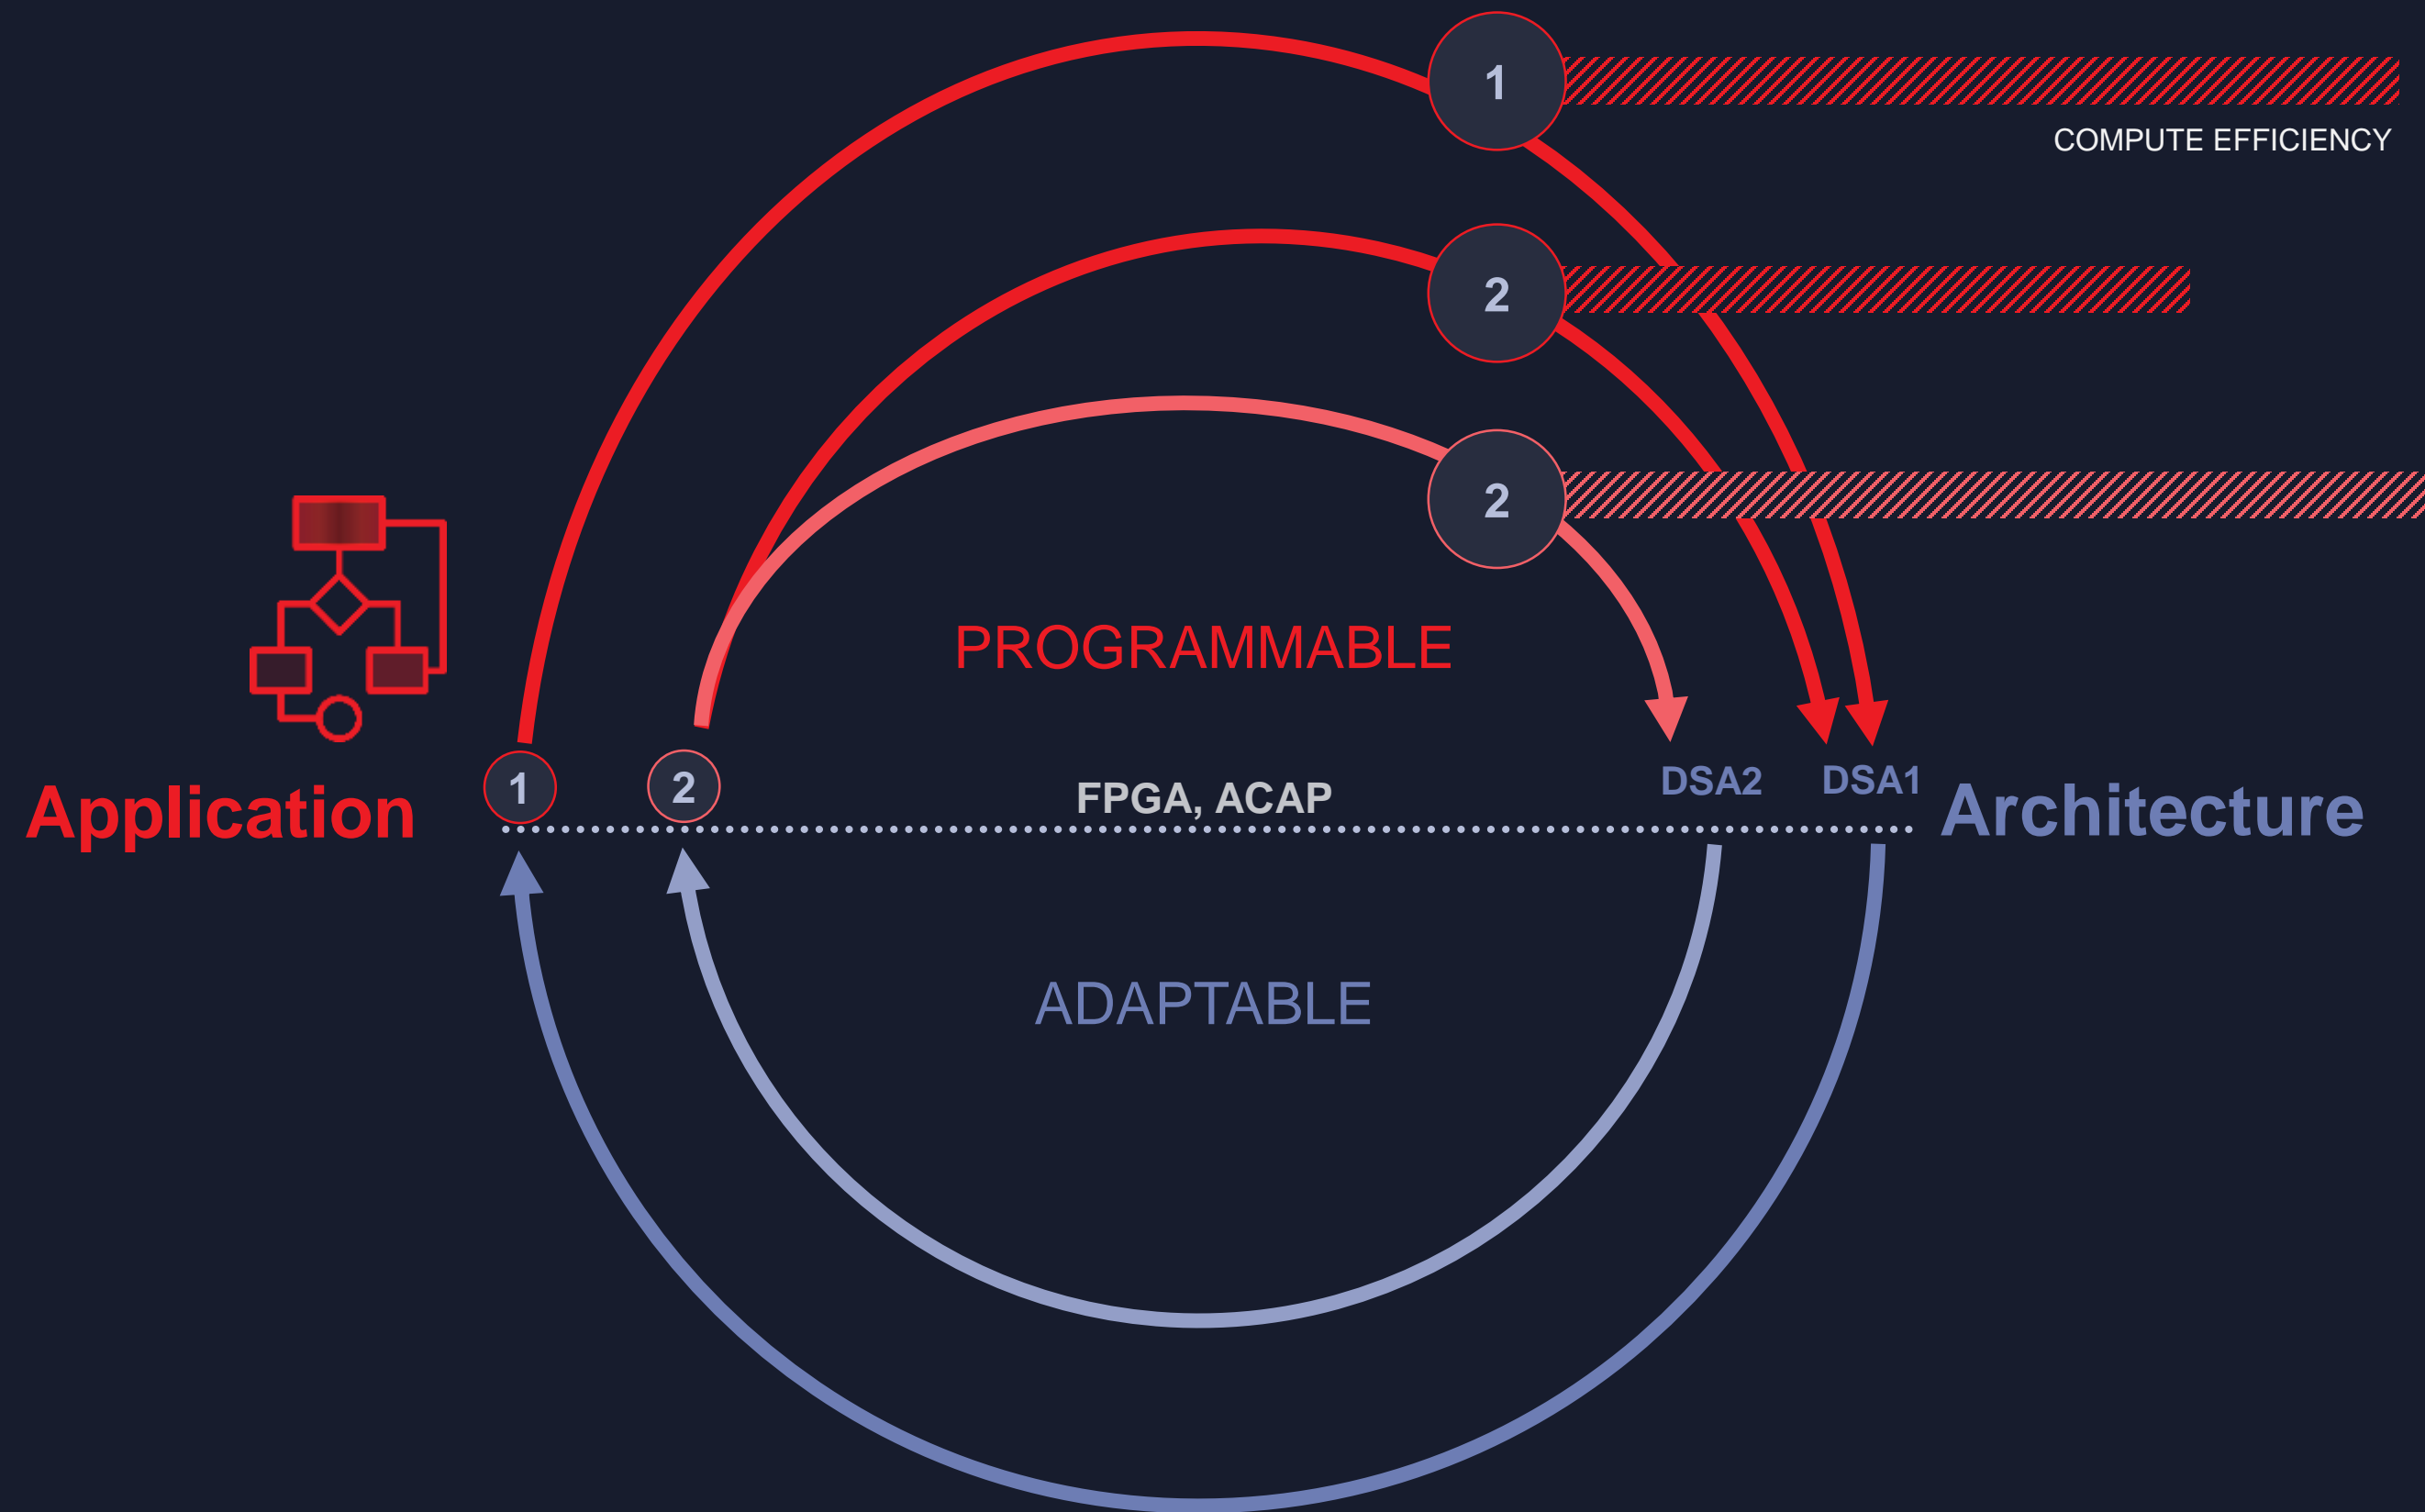 1
COMPUTE EFFICIENCY
2
2
PROGRAMMABLE
Application
1
2
FPGA, ACAP
DSA2
DSA1
Architecture
ADAPTABLE